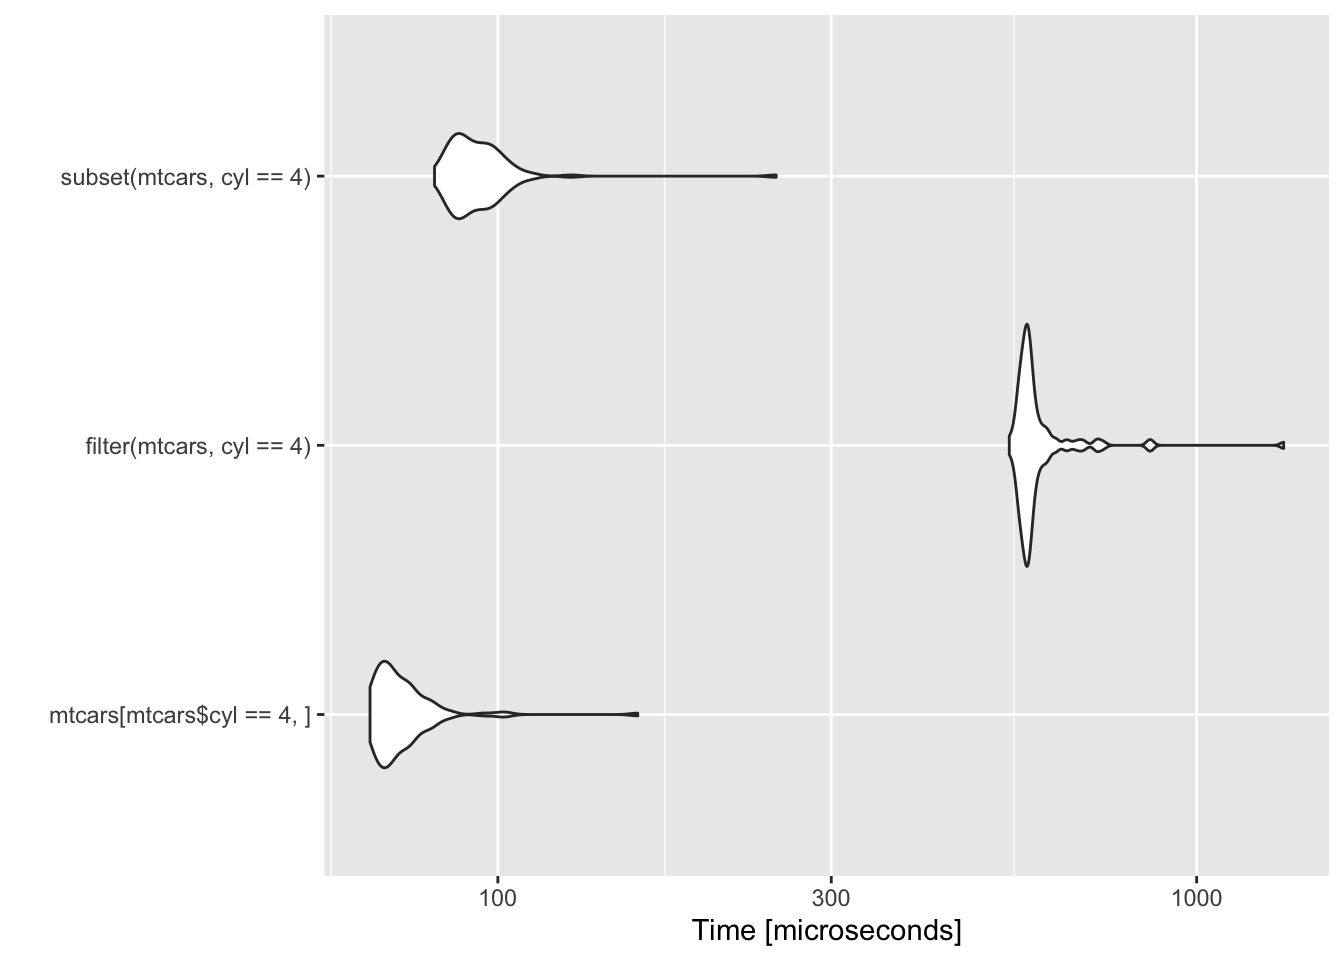 subset(mtcars, cyl == 4)
filter(mtcars, cyl == 4)
mtcars[mtcars$cyl == 4, ]
100 300 1000
Time [microseconds]